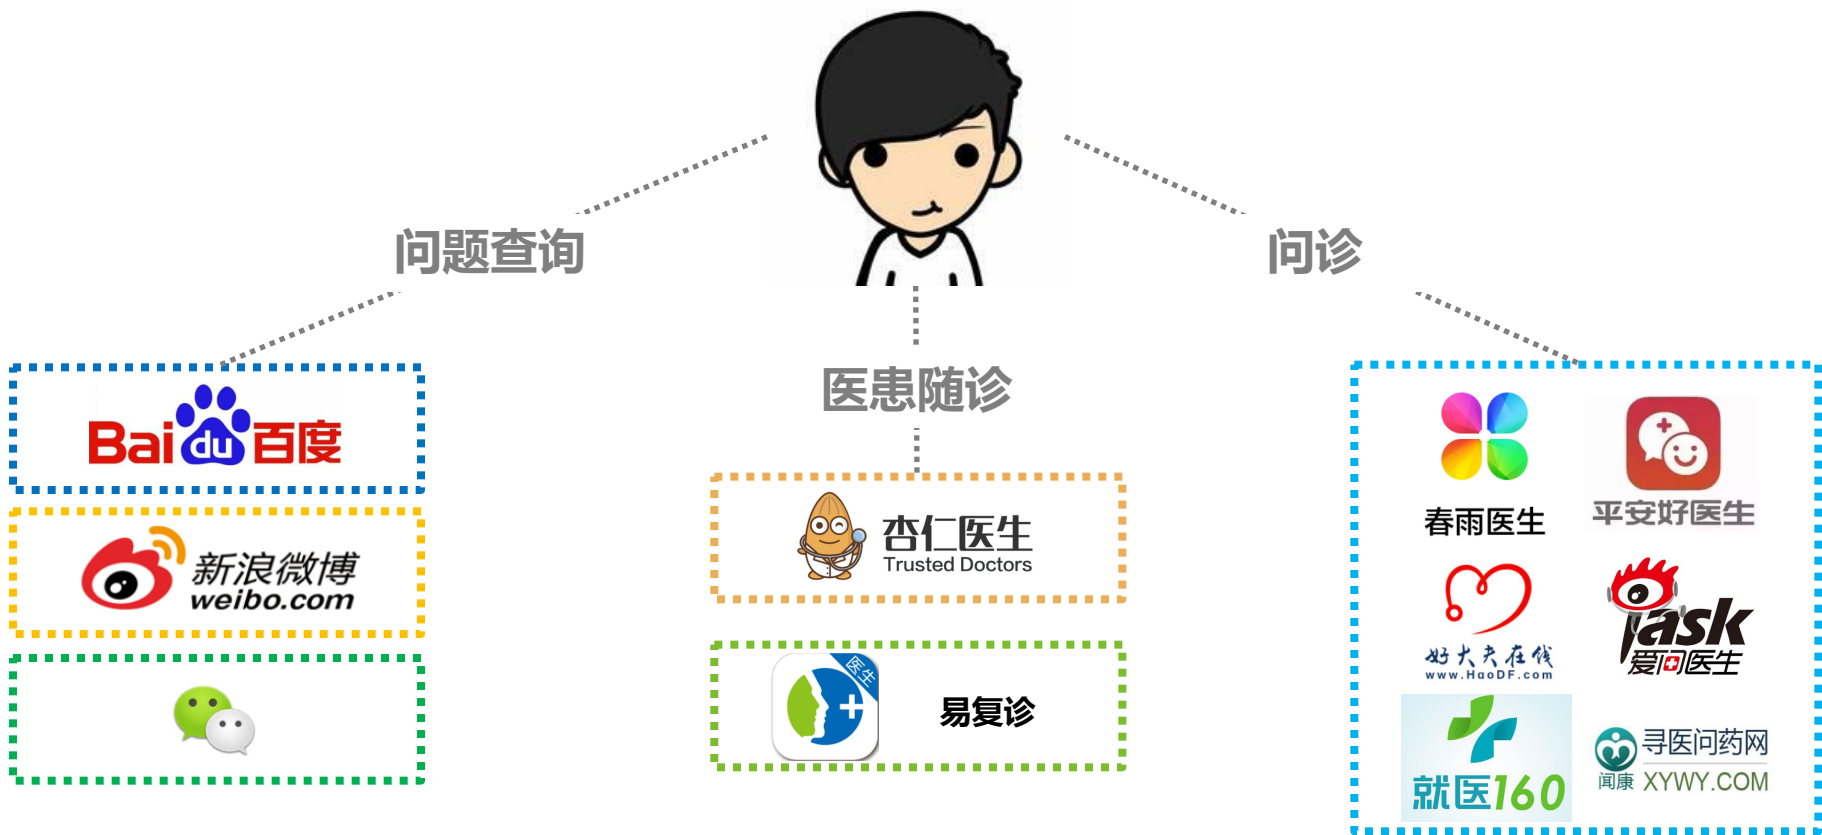 问题查询
问诊
医患随诊
Bai du 百度
新浪微博
weibo.com
杏仁医生
Trusted Doctors
医生
易复诊
春雨医生
平安好医生
好大夫在线
www.HaoDF.com
iask
爱问医生
就医160
寻医问药网
闻康 XYWY.COM